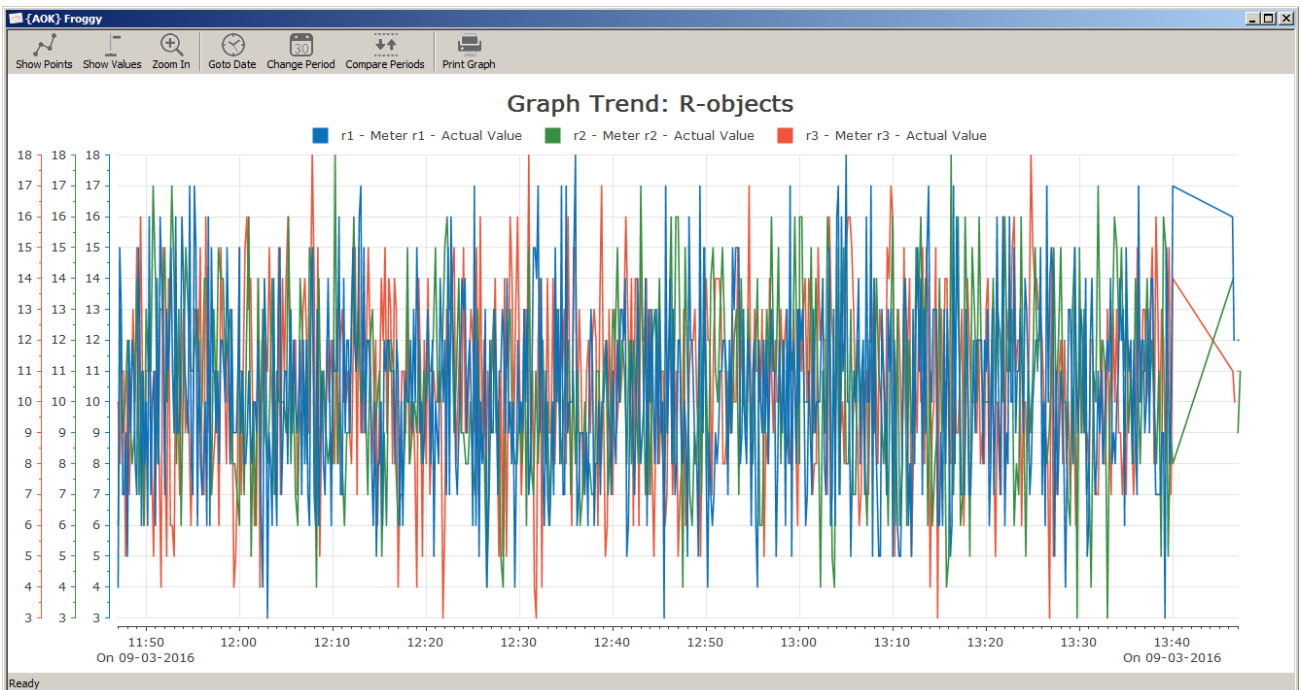 {AOK} Froggy
Show Points Show Values Zoom In Goto Date 30 Change Period Compare Periods Print Graph
Graph Trend: R-objects
r1 - Meter r1 - Actual Value r2 - Meter r2 - Actual Value r3 - Meter r3 - Actual Value
18 18 18
17 17 17
16 16 16
15 15 15
14 14 14
13 13 13
12 12 12
11 11 11
10 10 10
9 9 9
8 8 8
7 7 7
6 6 6
5 5 5
4 4 4
3 3 3
11:50 12:00 12:10 12:20 12:30 12:40 12:50 13:00 13:10 13:20 13:30 13:40
On 09-03-2016 On 09-03-2016
Ready